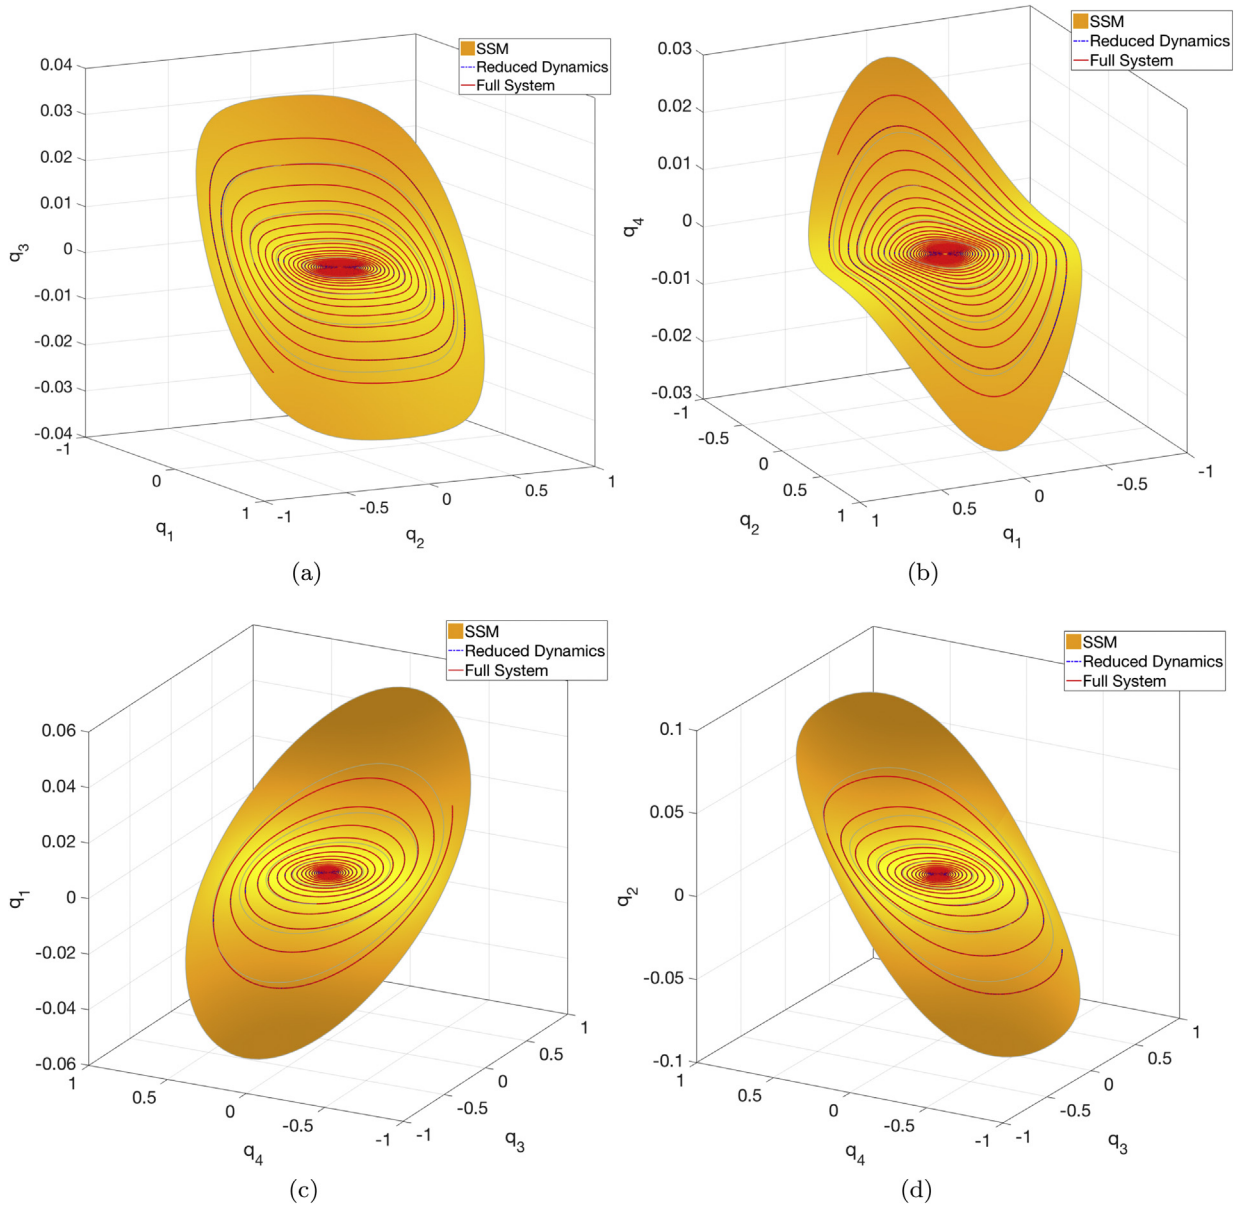 SSM
Reduced Dynamics
Full System
0.04
0.03
0.02
0.01
0
-0.01
-0.02
-0.03
-0.04
q3
-1
0
1
q1
-1
-0.5
0
0.5
1
q2
(a)
SSM
Reduced Dynamics
Full System
0.03
0.02
0.01
0
-0.01
-0.02
-0.03
q4
-1
-0.5
0
0.5
1
q2
1
0.5
0
-0.5
-1
q1
(b)
SSM
Reduced Dynamics
Full System
0.06
0.04
0.02
0
-0.02
-0.04
-0.06
q1
1
0.5
0
-0.5
-1
q4
-1
-0.5
0
0.5
1
q3
(c)
SSM
Reduced Dynamics
Full System
0.1
0.05
0
-0.05
-0.1
q2
1
0.5
0
-0.5
-1
q4
-1
-0.5
0
0.5
1
q3
(d)